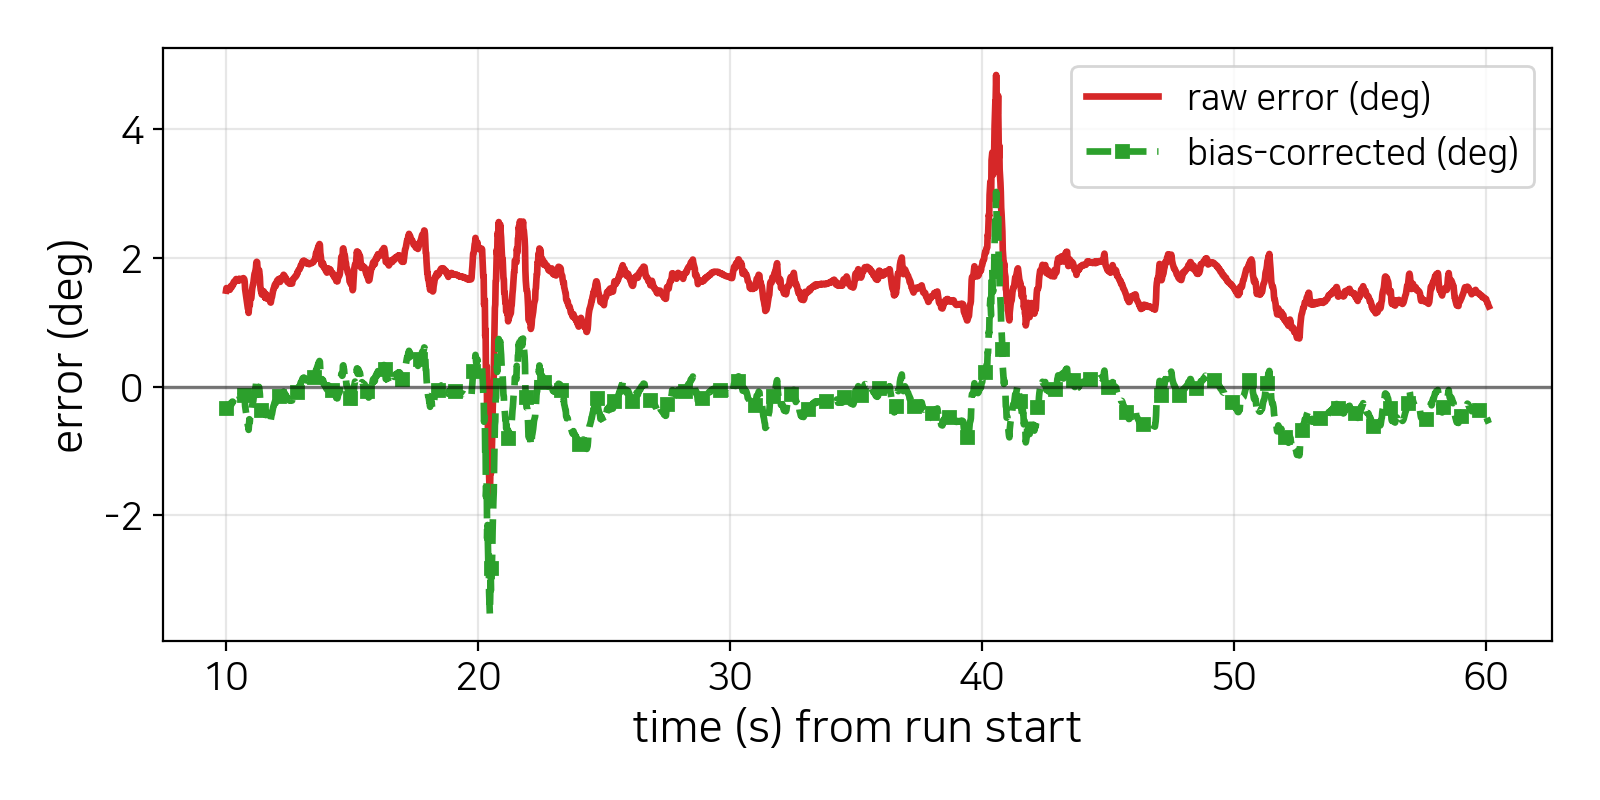 raw error (deg)
bias-corrected (deg)
4
2
0
-2
error (deg)
10 20 30 40 50 60
time (s) from run start